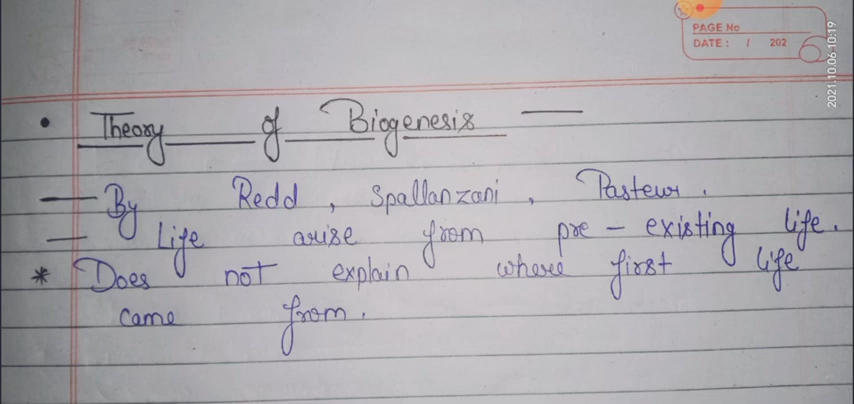 PAGE No
DATE : / 202
2021.10.06 10:19
• Theory of Biogenesis —
— By Redd , Spallanzani , Pasteur .
— Life arise from pre - existing life .
* Does not explain where first life
came from .